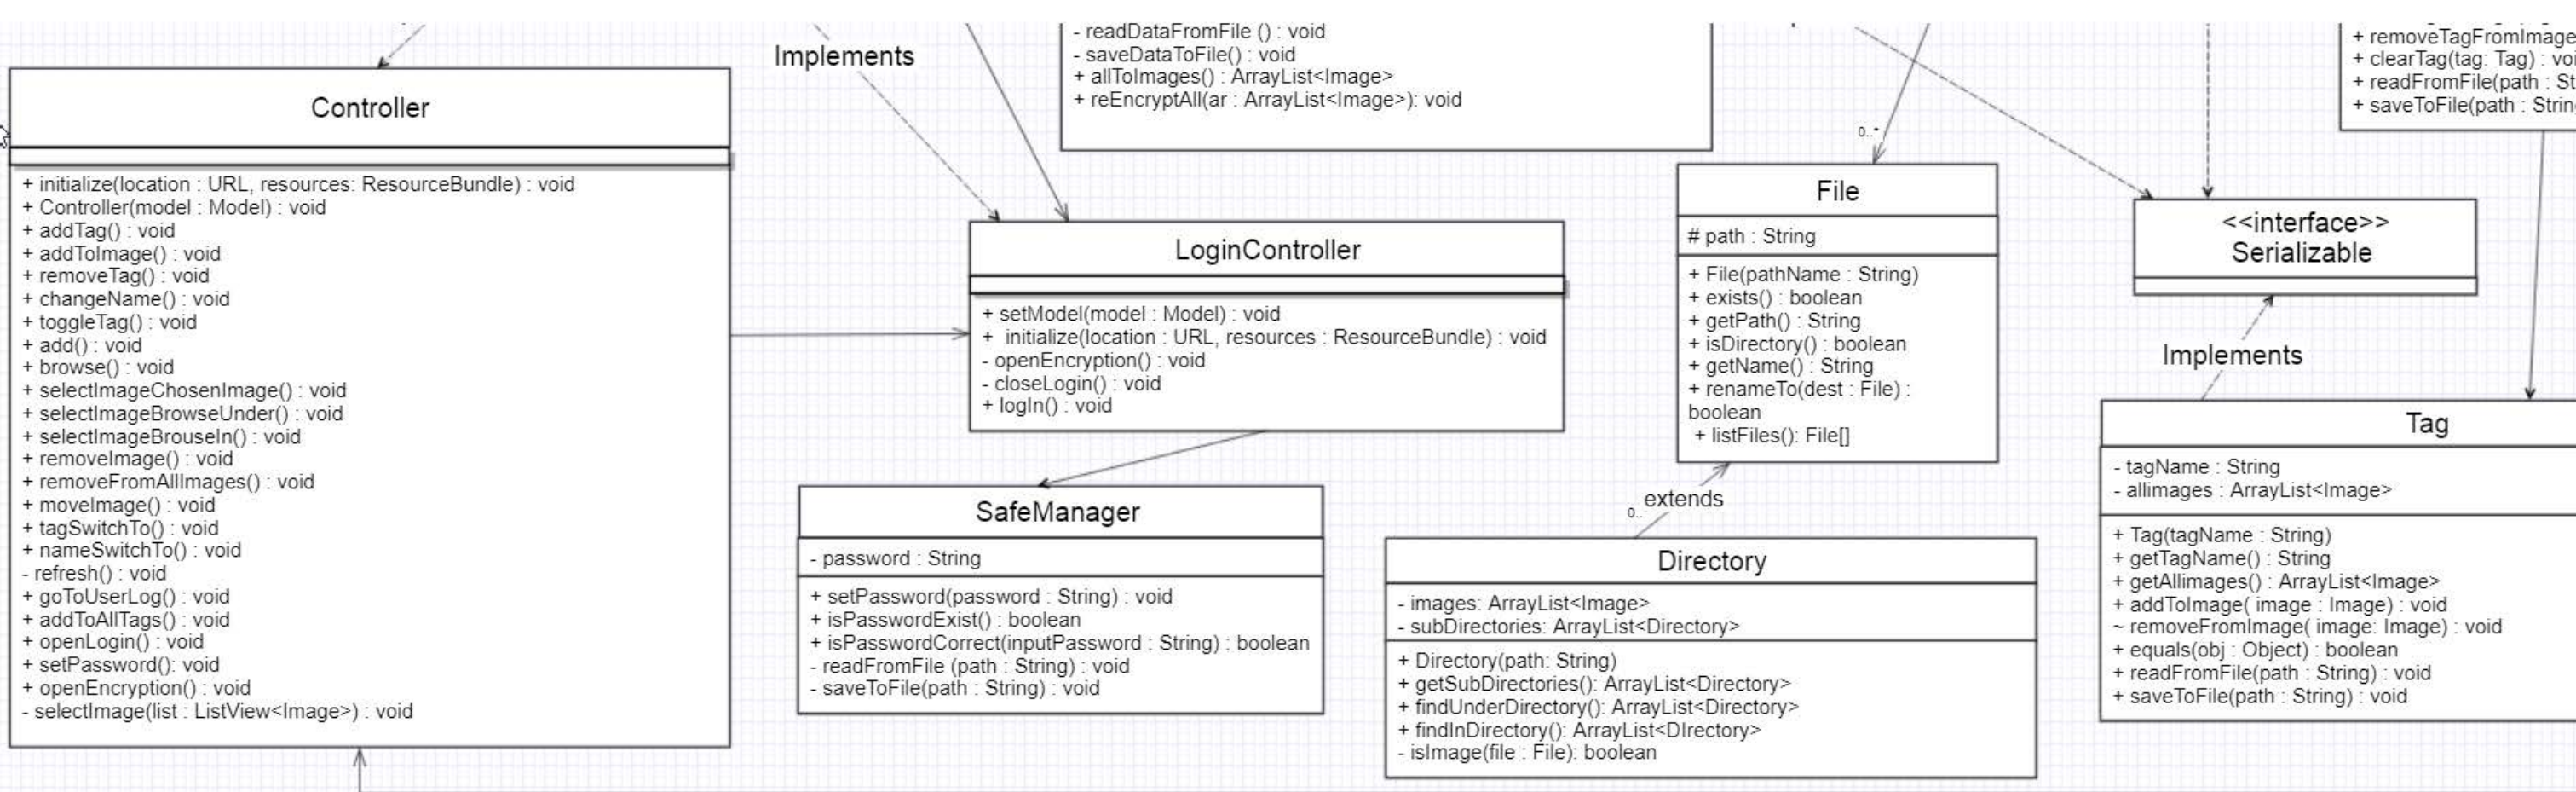 Implements
- readDataFromFile () : void
- saveDataToFile() : void
+ allToImages() : ArrayList<Image>
+ reEncryptAll(ar : ArrayList<Image>): void
+ removeTagFromImage
+ clearTag(tag: Tag) : voi
+ readFromFile(path : St
+ saveToFile(path : Strin
Controller
+ initialize(location : URL, resources: ResourceBundle) : void
+ Controller(model : Model) : void
+ addTag() : void
+ addToImage() : void
+ removeTag() : void
+ changeName() : void
+ toggleTag() : void
+ add() : void
+ browse() : void
+ selectImageChosenImage() : void
+ selectImageBrowseUnder() : void
+ selectImageBrouseIn() : void
+ removeImage() : void
+ removeFromAllImages() : void
+ moveImage() : void
+ tagSwitchTo() : void
+ nameSwitchTo() : void
- refresh() : void
+ goToUserLog() : void
+ addToAllTags() : void
+ openLogin() : void
+ setPassword(): void
+ openEncryption() : void
- selectImage(list : ListView<Image>) : void
LoginController
+ setModel(model : Model) : void
+ initialize(location : URL, resources : ResourceBundle) : void
- openEncryption() : void
- closeLogin() : void
+ logIn() : void
SafeManager
- password : String
+ setPassword(password : String) : void
+ isPasswordExist() : boolean
+ isPasswordCorrect(inputPassword : String) : boolean
- readFromFile (path : String) : void
- saveToFile(path : String) : void
0..*
File
# path : String
+ File(pathName : String)
+ exists() : boolean
+ getPath() : String
+ isDirectory() : boolean
+ getName() : String
+ renameTo(dest : File) :
boolean
+ listFiles(): File[]
extends
0..
Directory
- images: ArrayList<Image>
- subDirectories: ArrayList<Directory>
+ Directory(path: String)
+ getSubDirectories(): ArrayList<Directory>
+ findUnderDirectory(): ArrayList<Directory>
+ findInDirectory(): ArrayList<DIrectory>
- isImage(file : File): boolean
<<interface>>
Serializable
Implements
Tag
- tagName : String
- allimages : ArrayList<Image>
+ Tag(tagName : String)
+ getTagName() : String
+ getAllimages() : ArrayList<Image>
+ addToImage( image : Image) : void
~ removeFromImage( image: Image) : void
+ equals(obj : Object) : boolean
+ readFromFile(path : String) : void
+ saveToFile(path : String) : void